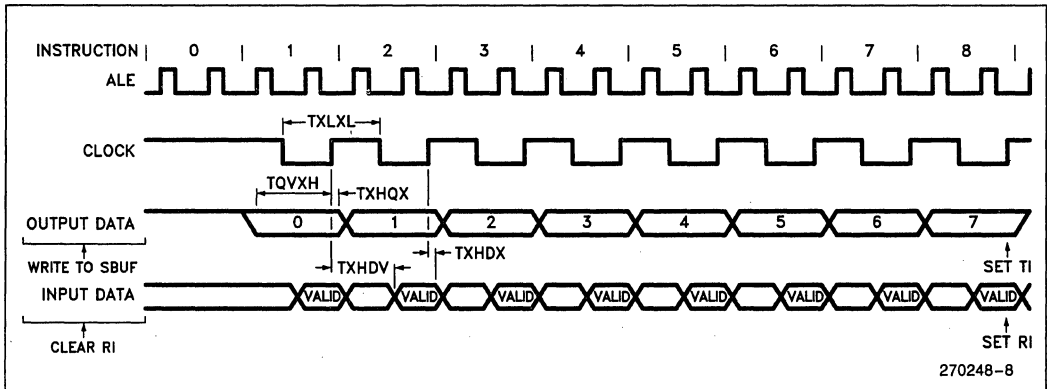 INSTRUCTION | 0 | 1 | 2 | 3 | 4 | 5 | 6 | 7 | 8 |
ALE
TXLXL
CLOCK
TQVXH TXHQX
OUTPUT DATA 0 1 2 3 4 5 6 7
WRITE TO SBUF TXHDV TXHDX SET TI
INPUT DATA VALID VALID VALID VALID VALID VALID VALID VALID
CLEAR RI SET RI
270248-8